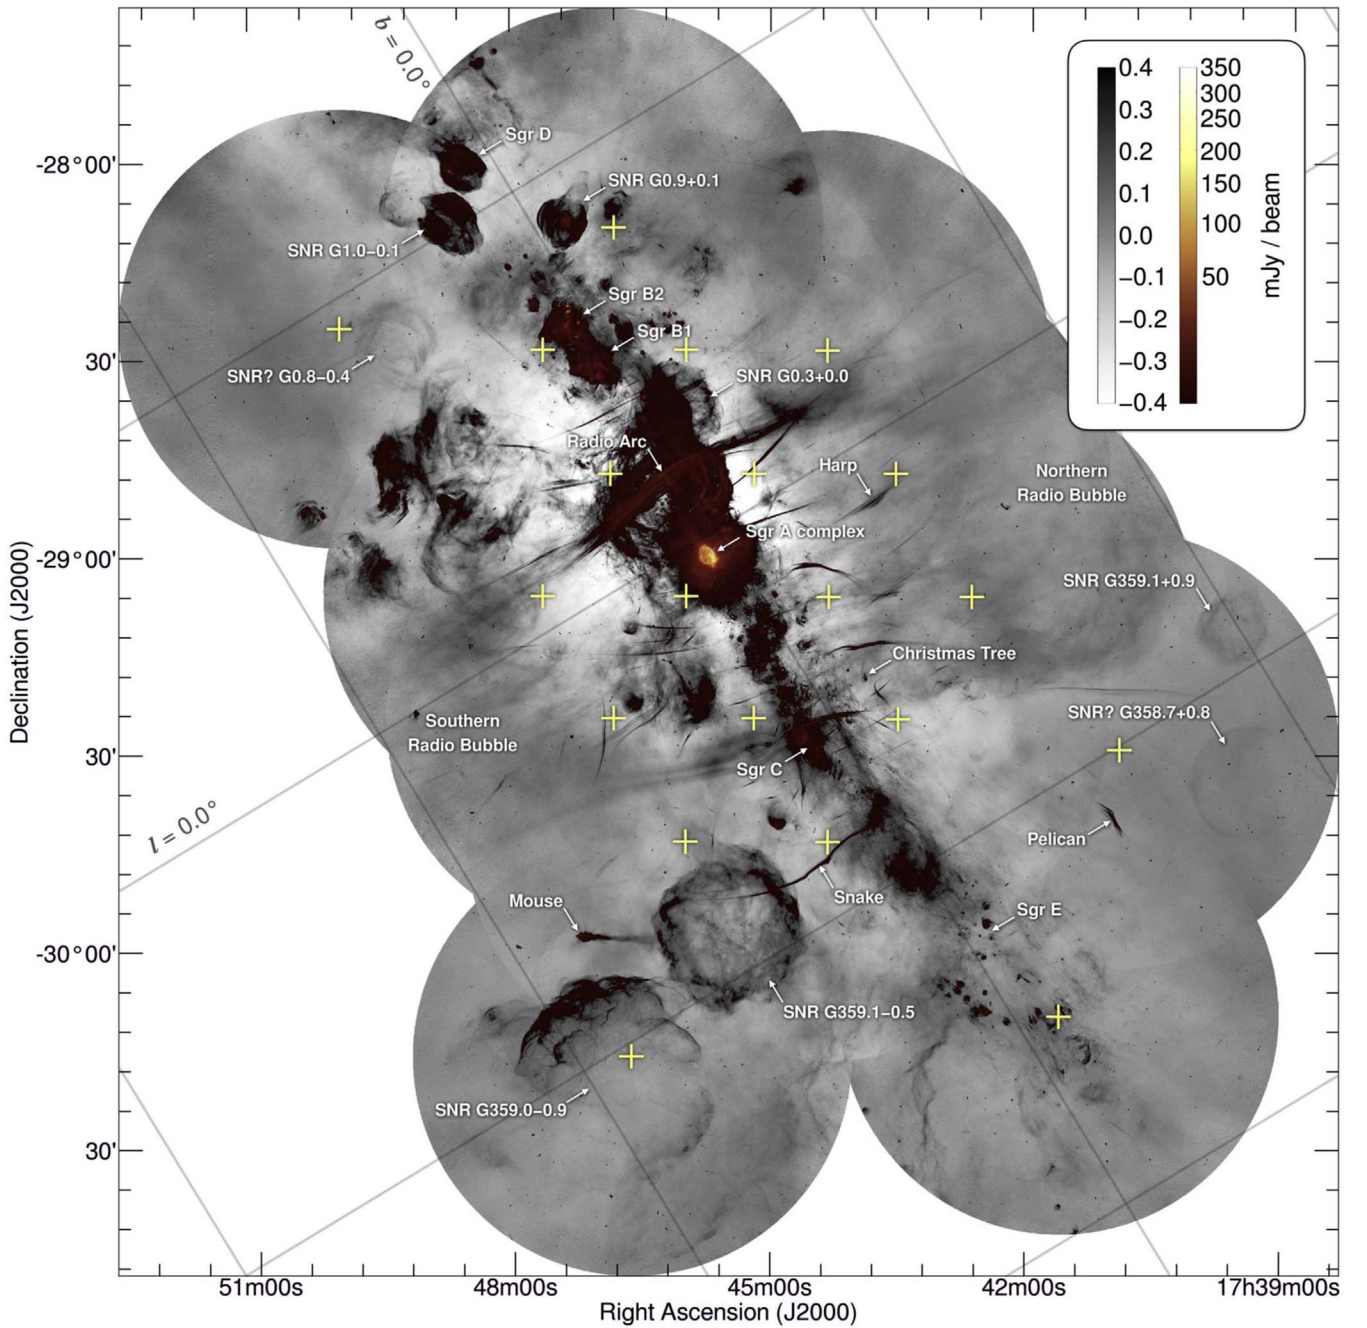 b = 0.0°
Sgr D
SNR G0.9+0.1
SNR G1.0−0.1
Sgr B2
Sgr B1
SNR? G0.8−0.4
SNR G0.3+0.0
Radio Arc
Harp
Northern
Radio Bubble
Sgr A complex
SNR G359.1+0.9
Christmas Tree
SNR? G358.7+0.8
Southern
Radio Bubble
Sgr C
l = 0.0°
Pelican
Mouse
Snake
Sgr E
SNR G359.1−0.5
SNR G359.0−0.9
0.4
0.3
0.2
0.1
0.0
−0.1
−0.2
−0.3
−0.4
350
300
250
200
150
100
50
mJy / beam
-28°00'
30'
-29°00'
30'
-30°00'
30'
Declination (J2000)
51m00s
48m00s
45m00s
42m00s
17h39m00s
Right Ascension (J2000)